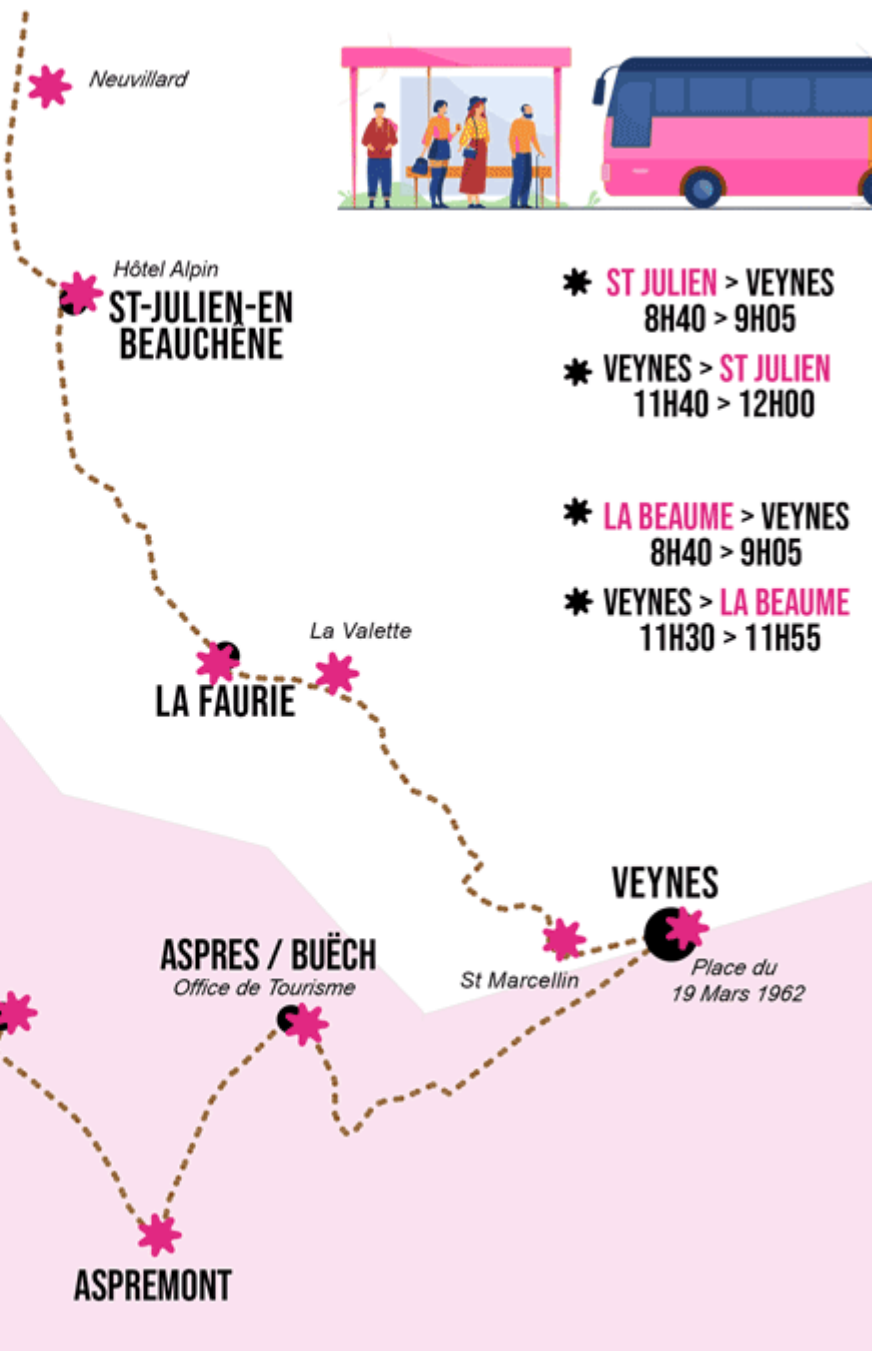 Neuvillard
Hôtel Alpin
ST-JULIEN-EN
BEAUCHÊNE
ST JULIEN > VEYNES
8H40 > 9H05
VEYNES > ST JULIEN
11H40 > 12H00
LA BEAUME > VEYNES
8H40 > 9H05
VEYNES > LA BEAUME
11H30 > 11H55
La Valette
LA FAURIE
VEYNES
Place du
19 Mars 1962
St Marcellin
ASPRES / BUËCH
Office de Tourisme
ASPREMONT